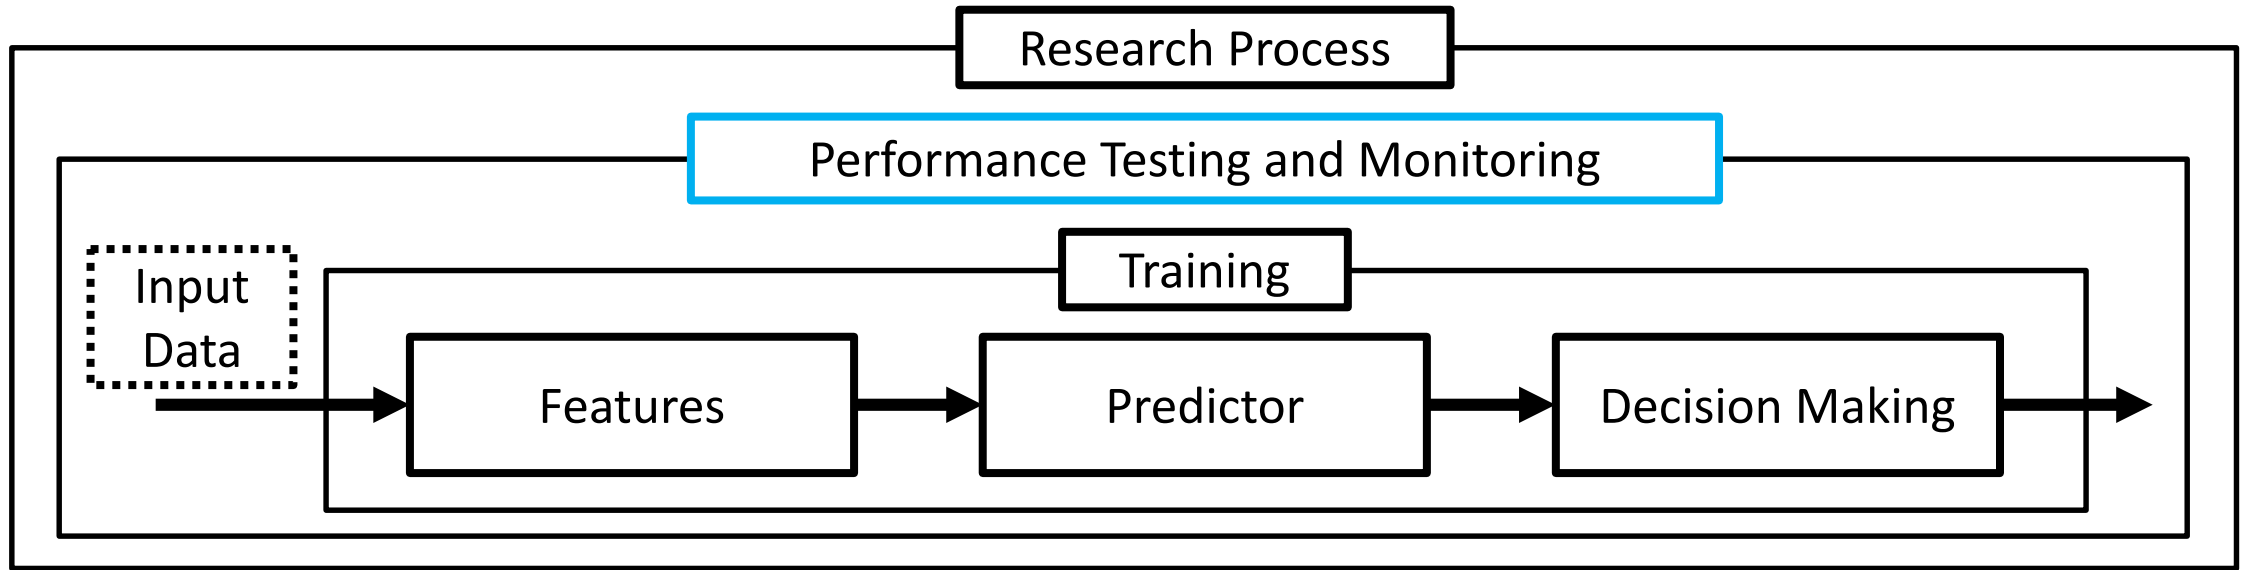 Research Process
Performance Testing and Monitoring
Training
Input
Data
Features
Predictor
Decision Making